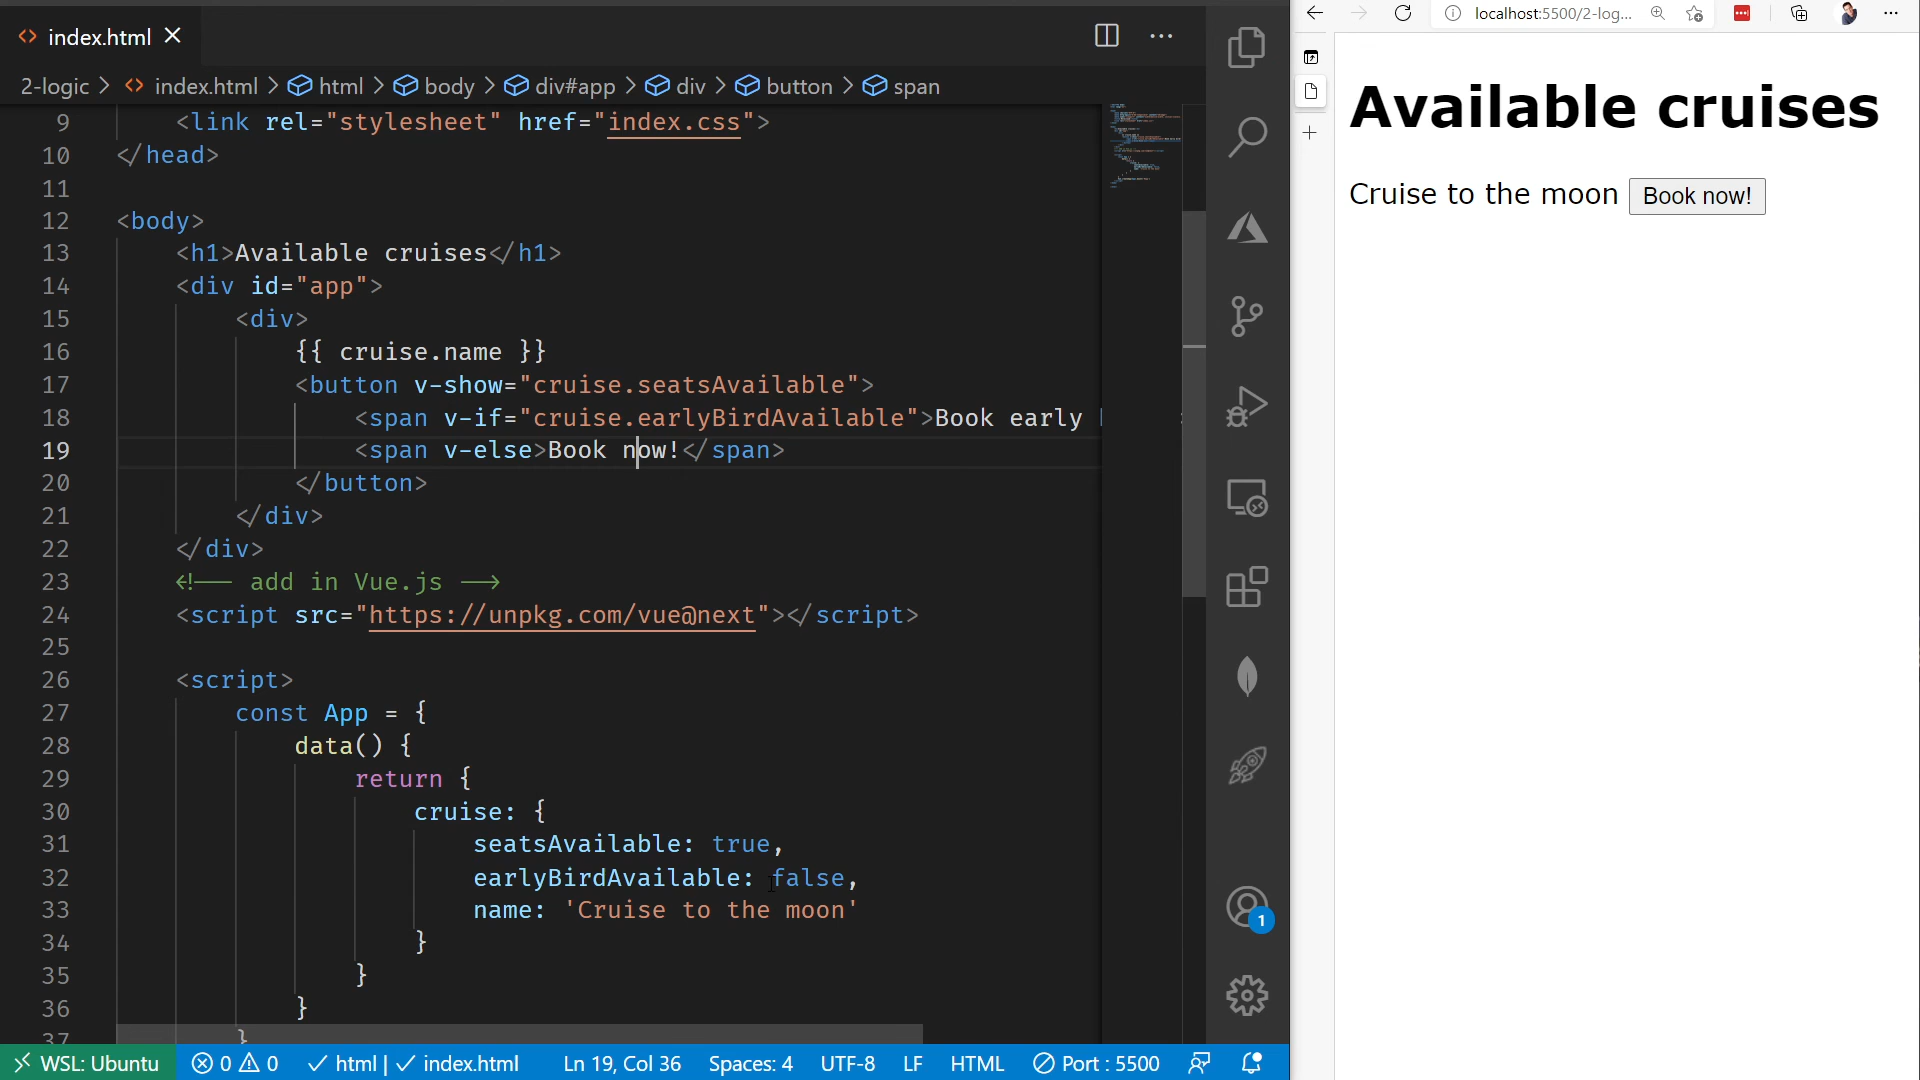 index.html
2-logic > index.html > html > body > div#app > div > button > span
9 <link rel="stylesheet" href="index.css">
10 </head>
11
12 <body>
13 <h1>Available cruises</h1>
14 <div id="app">
15 <div>
16 {{ cruise.name }}
17 <button v-show="cruise.seatsAvailable">
18 <span v-if="cruise.earlyBirdAvailable">Book early
19 <span v-else>Book now!</span>
20 </button>
21 </div>
22 </div>
23 <!-- add in Vue.js -->
24 <script src="https://unpkg.com/vue@next"></script>
25
26 <script>
27 const App = {
28 data() {
29 return {
30 cruise: {
31 seatsAvailable: true,
32 earlyBirdAvailable: false,
33 name: 'Cruise to the moon'
34 }
35 }
36 }
37 }
1
WSL: Ubuntu 0 0 html | index.html Ln 19, Col 36 Spaces: 4 UTF-8 LF HTML Port : 5500
localhost:5500/2-log...
Available cruises
Cruise to the moon Book now!